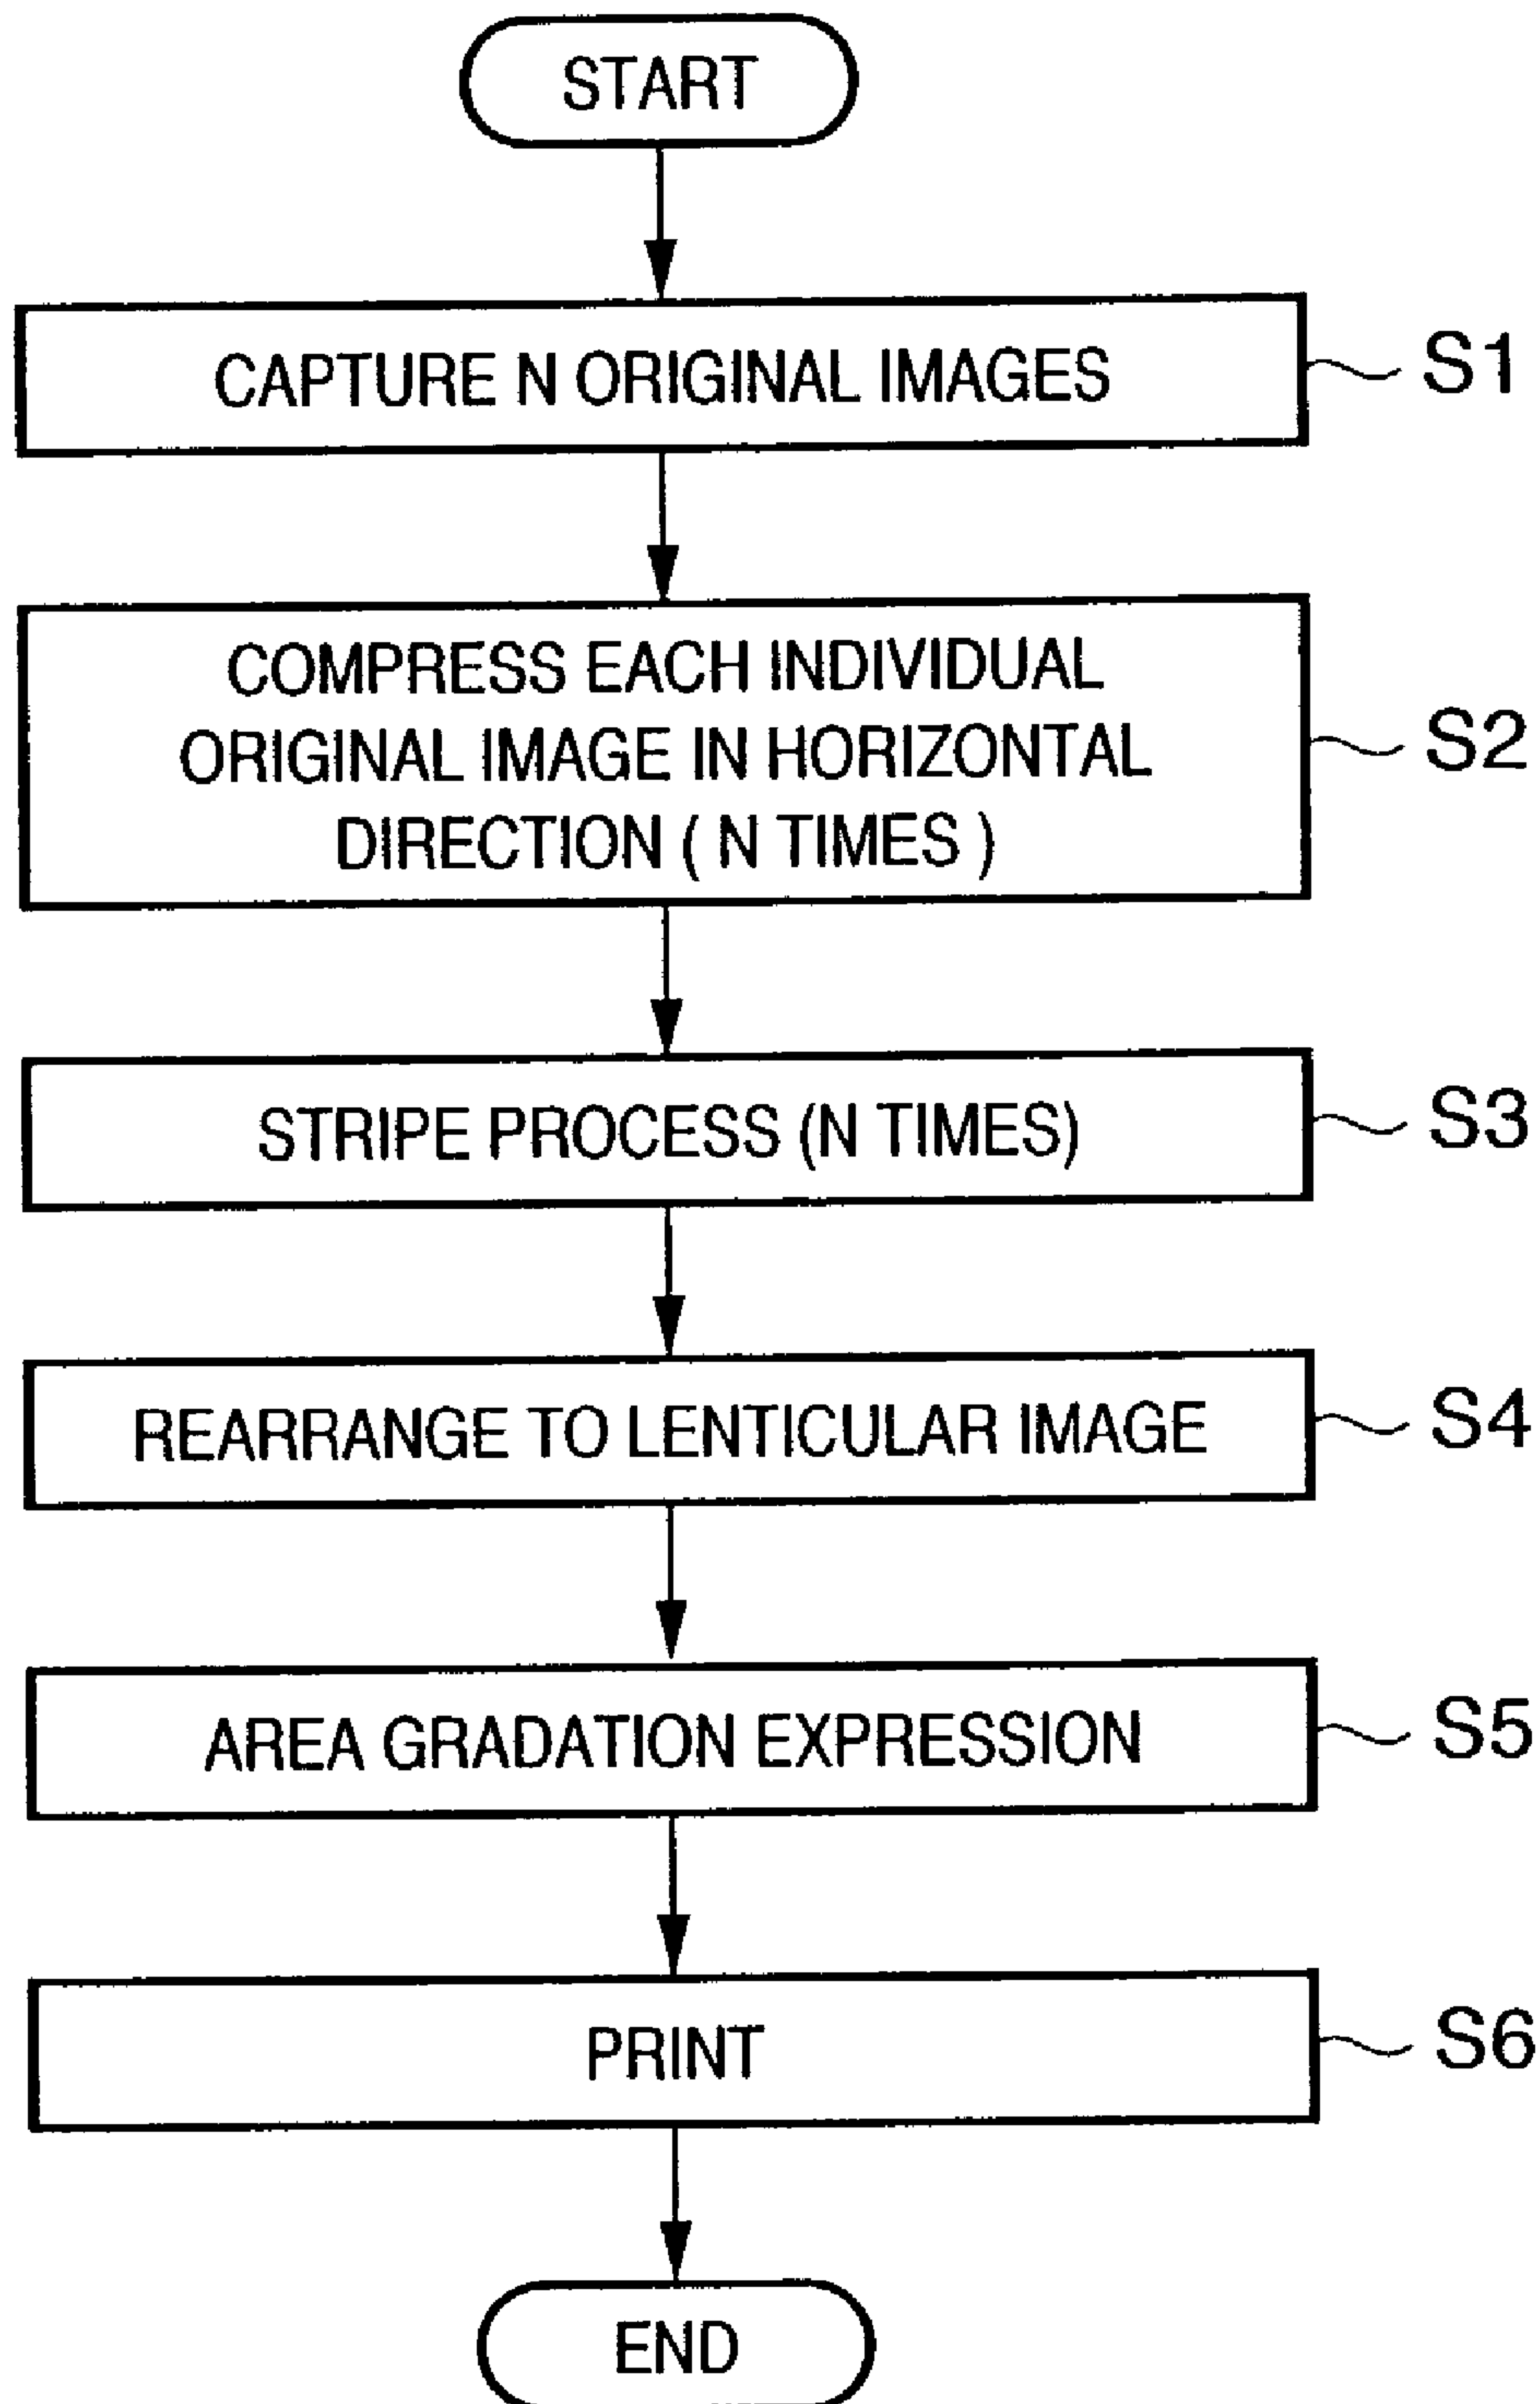 START
CAPTURE N ORIGINAL IMAGES
S1
COMPRESS EACH INDIVIDUAL
ORIGINAL IMAGE IN HORIZONTAL
DIRECTION ( N TIMES )
S2
STRIPE PROCESS (N TIMES)
S3
REARRANGE TO LENTICULAR IMAGE
S4
AREA GRADATION EXPRESSION
S5
PRINT
S6
END